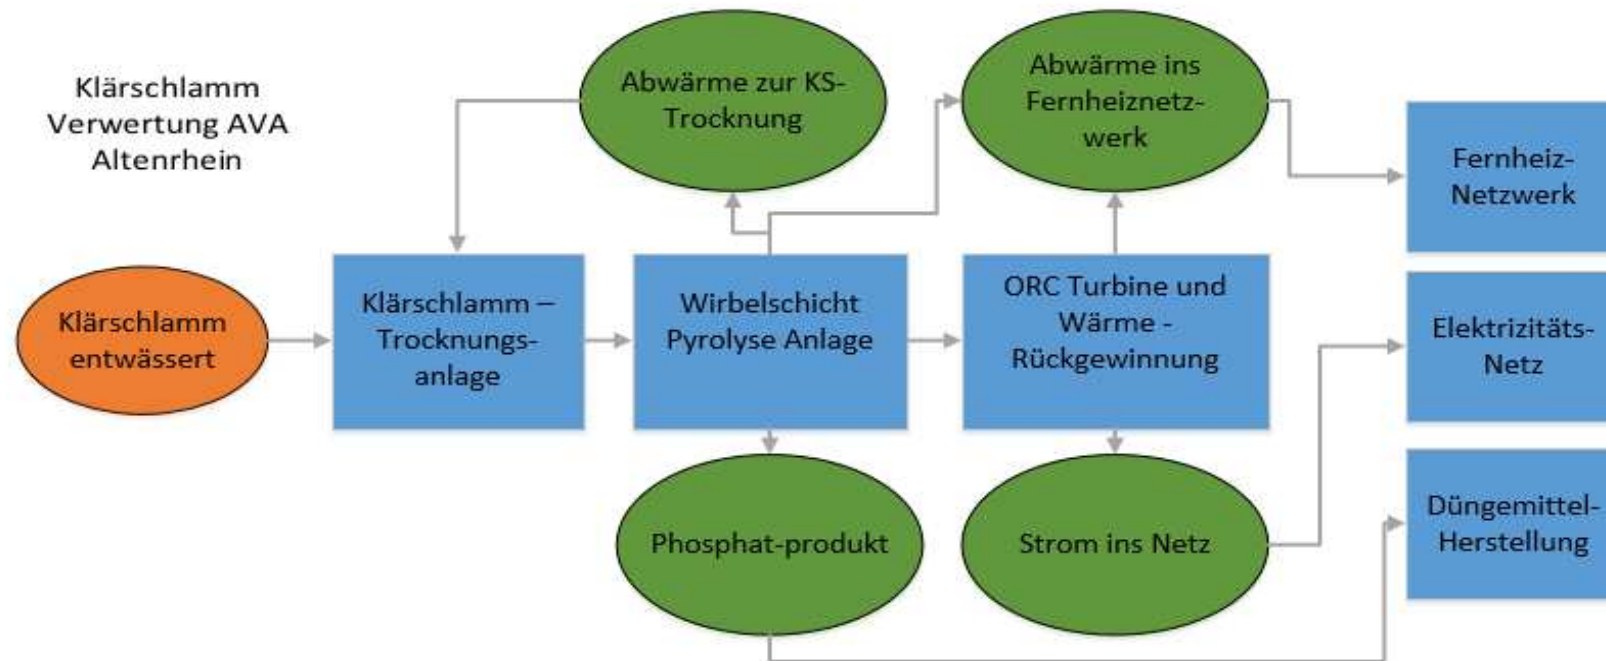 Klärschlamm
Verwertung AVA
Altenrhein
Abwärme zur KS-
Trocknung
Abwärme ins
Fernheiznetz-
werk
Fernheiz-
Netzwerk
Klärschlamm
entwässert
Klärschlamm –
Trocknungs-
anlage
Wirbelschicht
Pyrolyse Anlage
ORC Turbine und
Wärme -
Rückgewinnung
Elektrizitäts-
Netz
Phosphat-produkt
Strom ins Netz
Düngemittel-
Herstellung